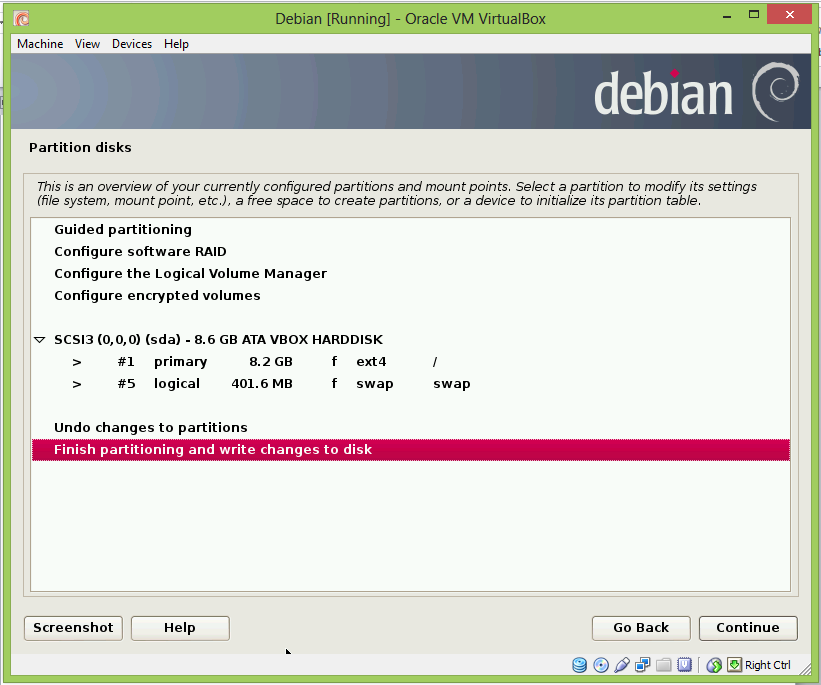 Debian [Running] - Oracle VM VirtualBox
Machine View Devices Help
debian
Partition disks
This is an overview of your currently configured partitions and mount points. Select a partition to modify its settings
(file system, mount point, etc.), a free space to create partitions, or a device to initialize its partition table.
Guided partitioning
Configure software RAID
Configure the Logical Volume Manager
Configure encrypted volumes
SCSI3 (0,0,0) (sda) - 8.6 GB ATA VBOX HARDDISK
> #1 primary 8.2 GB f ext4 /
> #5 logical 401.6 MB f swap swap
Undo changes to partitions
Finish partitioning and write changes to disk
Screenshot Help Go Back Continue
Right Ctrl